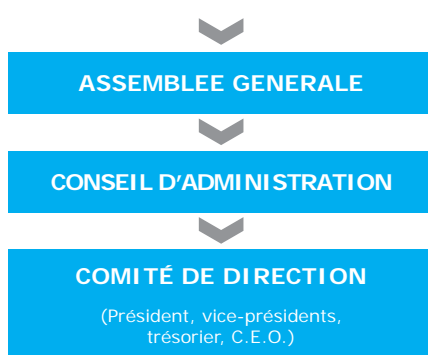 ASSEMBLEE GENERALE
CONSEIL D'ADMINISTRATION
COMITÉ DE DIRECTION
(Président, vice-présidents,
trésorier, C.E.O.)